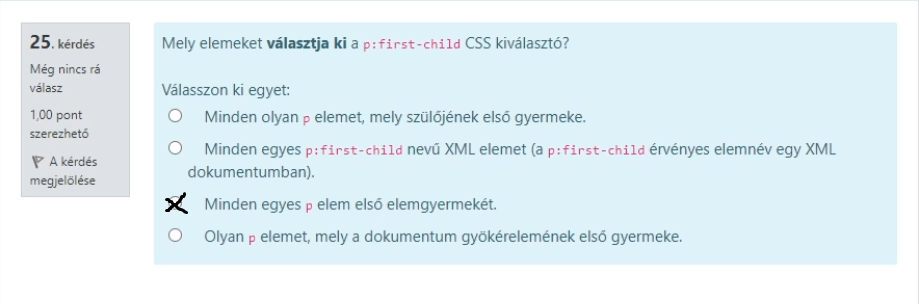 25. kérdés
Még nincs rá
válasz
1,00 pont
szerezhető
A kérdés
megjelölése
Mely elemeket választja ki a p:first-child CSS kiválasztó?
Válasszon ki egyet:
Minden olyan p elemet, mely szülőjének első gyermeke.
Minden egyes p:first-child nevű XML elemet (a p:first-child érvényes elemnév egy XML
dokumentumban).
Minden egyes p elem első elemgyermekét.
Olyan p elemet, mely a dokumentum gyökérelemének első gyermeke.